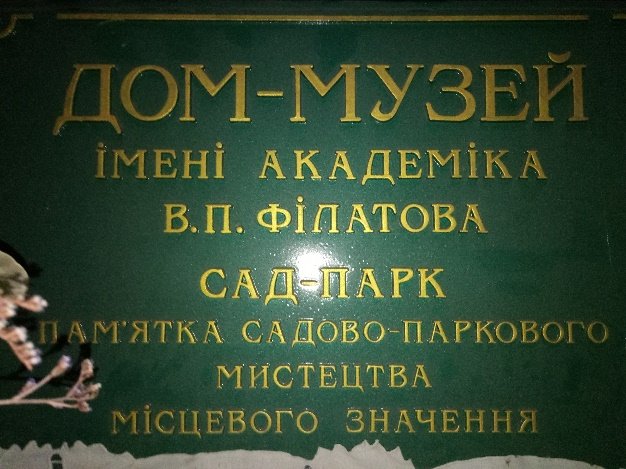 ДОМ-МУЗЕЙ
ІМЕНІ АКАДЕМІКА
В.П. ФІЛАТОВА
САД-ПАРК
ПАМ'ЯТКА САДОВО-ПАРКОВОГО
МИСТЕЦТВА
МІСЦЕВОГО ЗНАЧЕННЯ